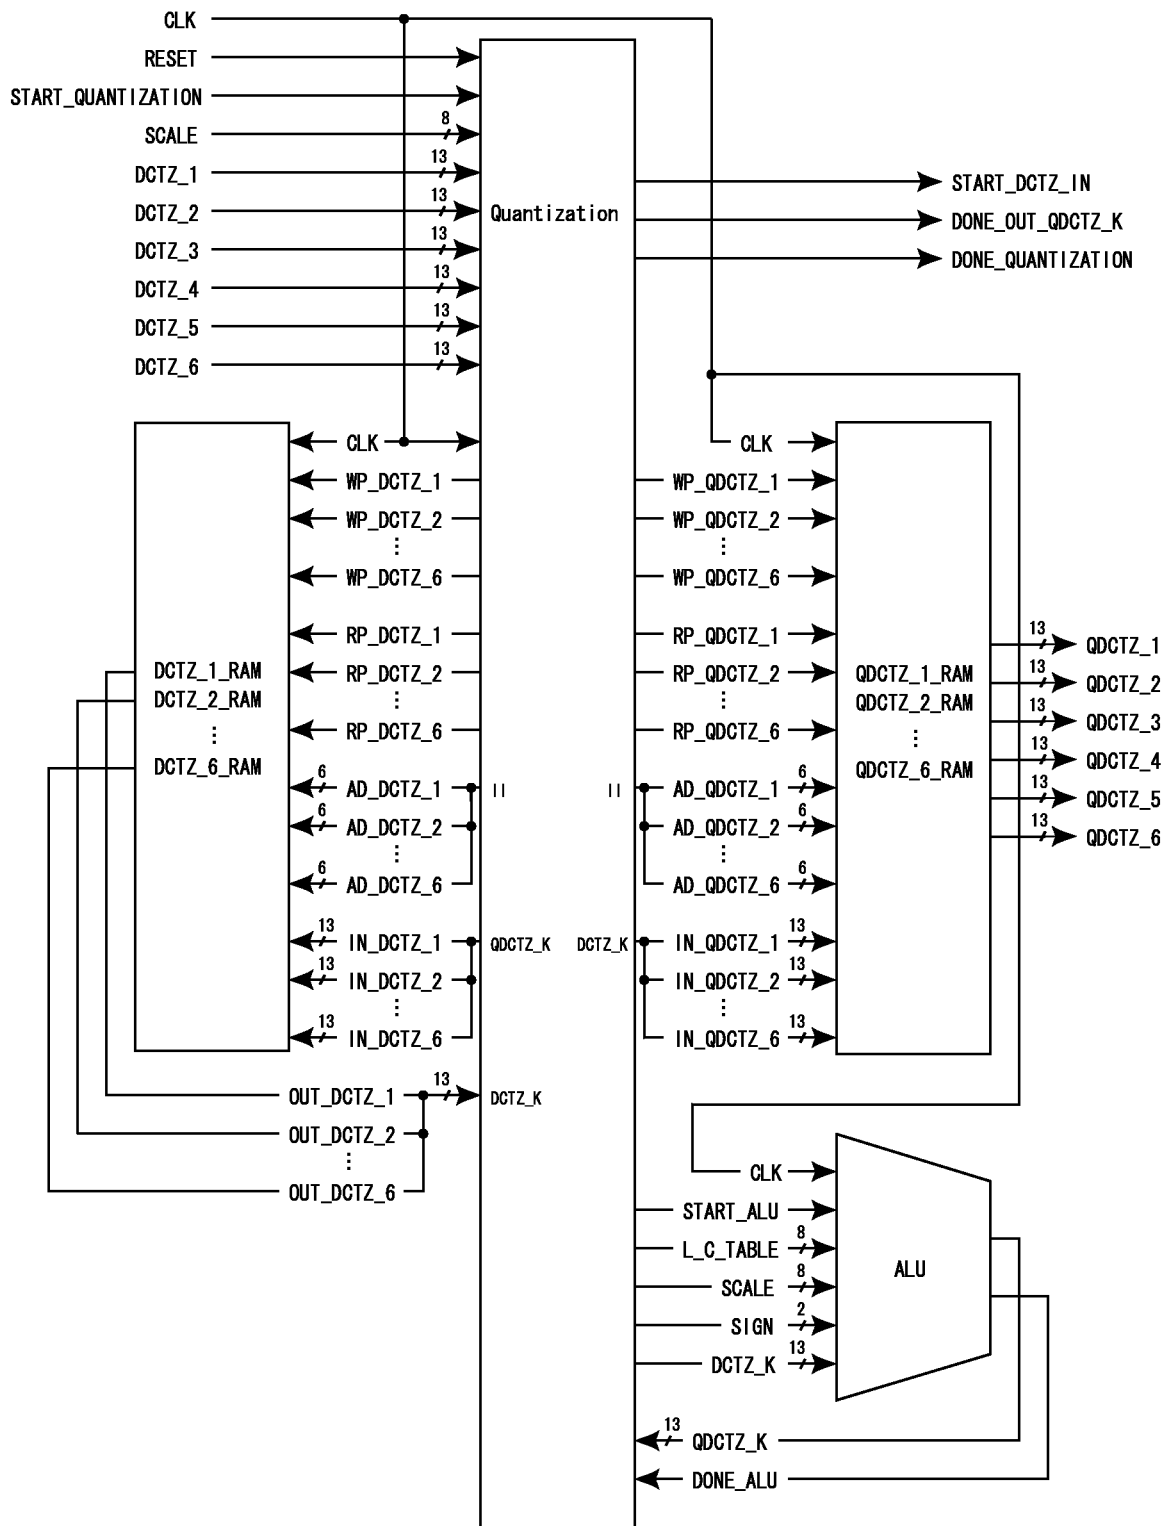 CLK
RESET
START_QUANTIZATION
SCALE
8
DCTZ_1
13
DCTZ_2
13
DCTZ_3
13
DCTZ_4
13
DCTZ_5
13
DCTZ_6
13
Quantization
START_DCTZ_IN
DONE_OUT_QDCTZ_K
DONE_QUANTIZATION
CLK
WP_DCTZ_1
WP_DCTZ_2
⋮
WP_DCTZ_6
RP_DCTZ_1
RP_DCTZ_2
⋮
RP_DCTZ_6
6
AD_DCTZ_1
II
6
AD_DCTZ_2
⋮
6
AD_DCTZ_6
13
IN_DCTZ_1
QDCTZ_K
13
IN_DCTZ_2
⋮
13
IN_DCTZ_6
DCTZ_1_RAM
DCTZ_2_RAM
⋮
DCTZ_6_RAM
OUT_DCTZ_1
13
DCTZ_K
OUT_DCTZ_2
⋮
OUT_DCTZ_6
CLK
WP_QDCTZ_1
WP_QDCTZ_2
⋮
WP_QDCTZ_6
RP_QDCTZ_1
RP_QDCTZ_2
⋮
RP_QDCTZ_6
II
AD_QDCTZ_1
6
AD_QDCTZ_2
6
⋮
AD_QDCTZ_6
6
DCTZ_K
IN_QDCTZ_1
13
IN_QDCTZ_2
13
⋮
IN_QDCTZ_6
13
QDCTZ_1_RAM
QDCTZ_2_RAM
⋮
QDCTZ_6_RAM
13
QDCTZ_1
13
QDCTZ_2
13
QDCTZ_3
13
QDCTZ_4
13
QDCTZ_5
13
QDCTZ_6
CLK
START_ALU
L_C_TABLE
8
SCALE
8
SIGN
2
DCTZ_K
13
ALU
13
QDCTZ_K
DONE_ALU